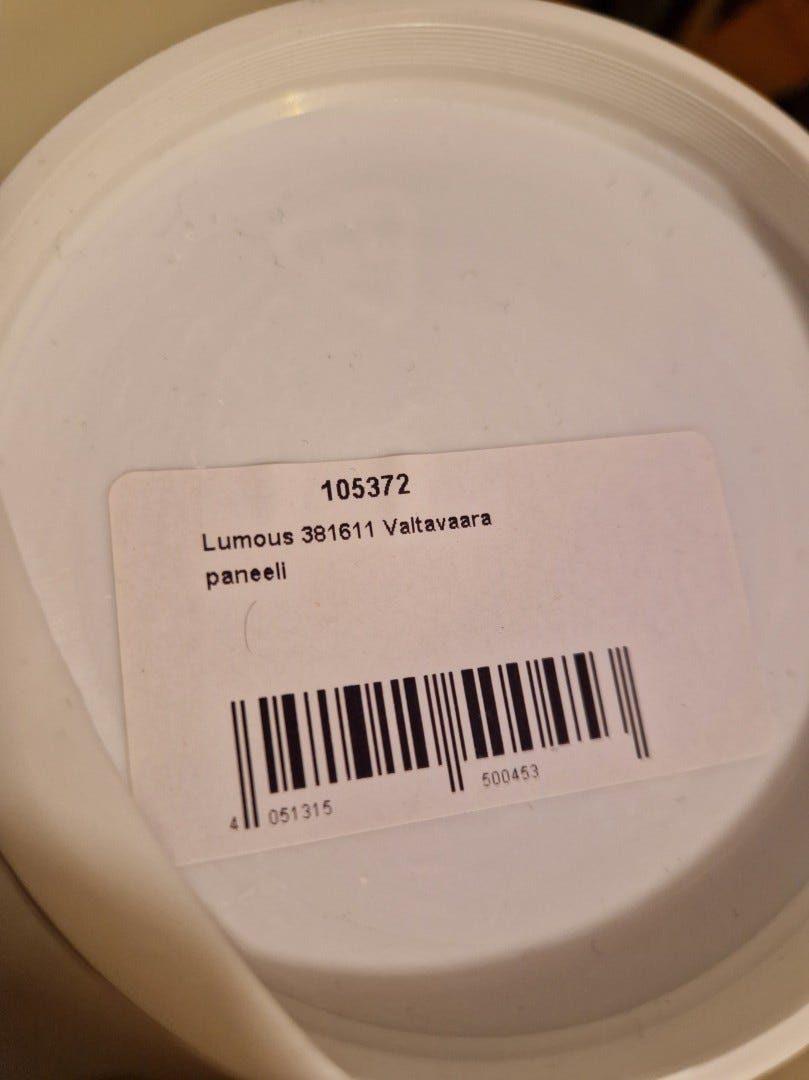 105372
Lumous 381611 Valtavaara
paneeli
4 051315 500453